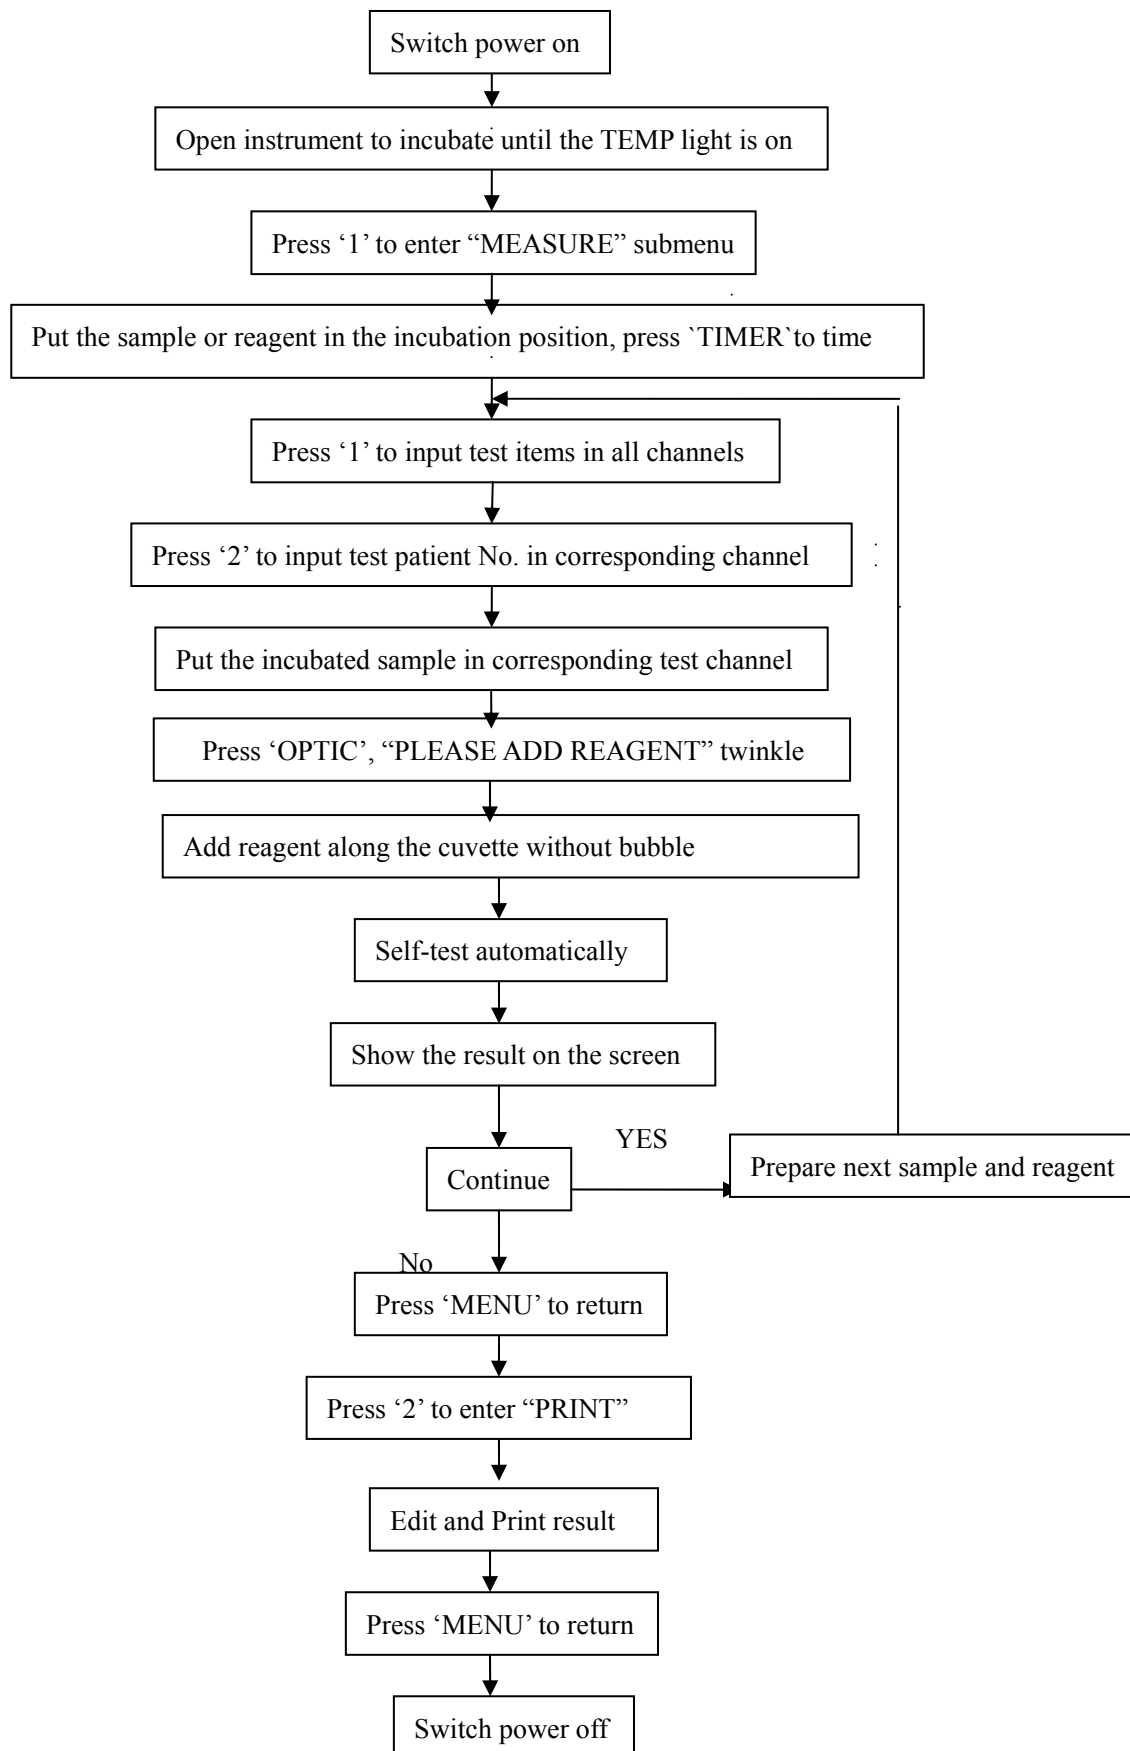 Switch power on
Open instrument to incubate until the TEMP light is on
Press ‘1’ to enter “MEASURE” submenu
Put the sample or reagent in the incubation position, press `TIMER`to time
Press ‘1’ to input test items in all channels
Press ‘2’ to input test patient No. in corresponding channel
Put the incubated sample in corresponding test channel
Press ‘OPTIC’, “PLEASE ADD REAGENT” twinkle
Add reagent along the cuvette without bubble
Self-test automatically
Show the result on the screen
YES
Prepare next sample and reagent
Continue
No
Press ‘MENU’ to return
Press ‘2’ to enter “PRINT”
Edit and Print result
Press ‘MENU’ to return
Switch power off